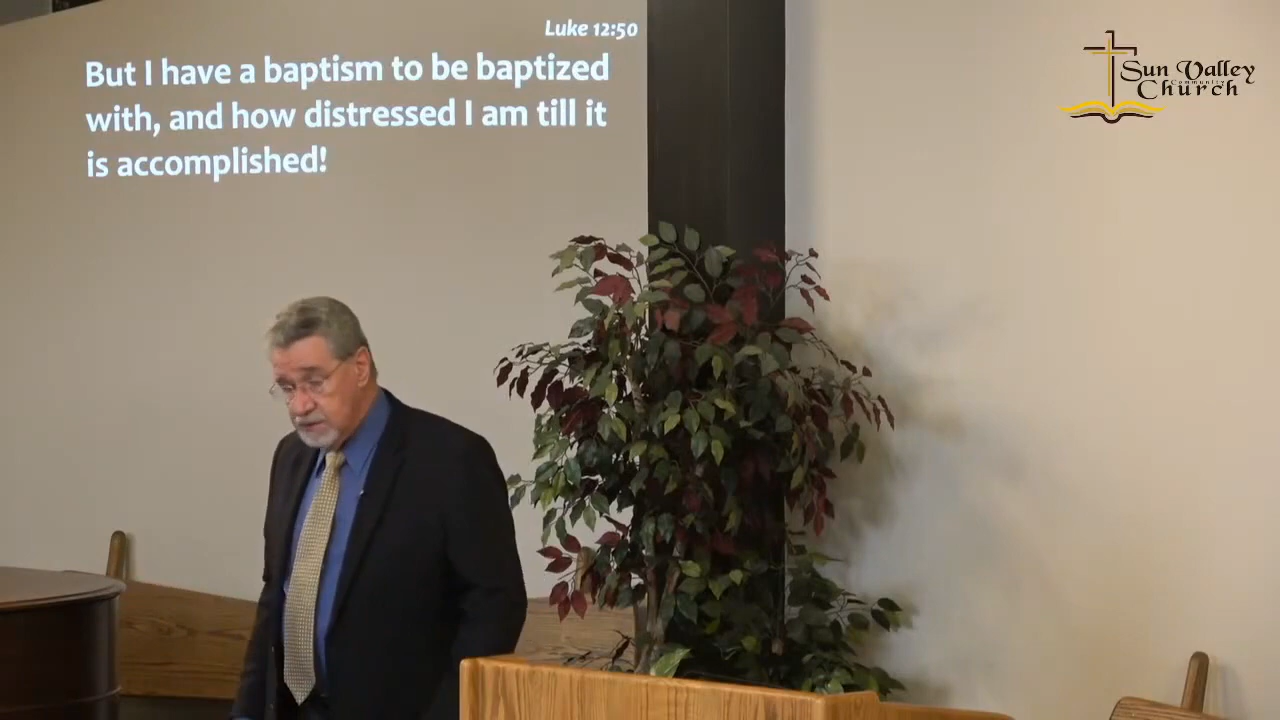 Luke 12:50
But I have a baptism to be baptized
with, and how distressed I am till it
is accomplished!
Sun Valley
Community
Church